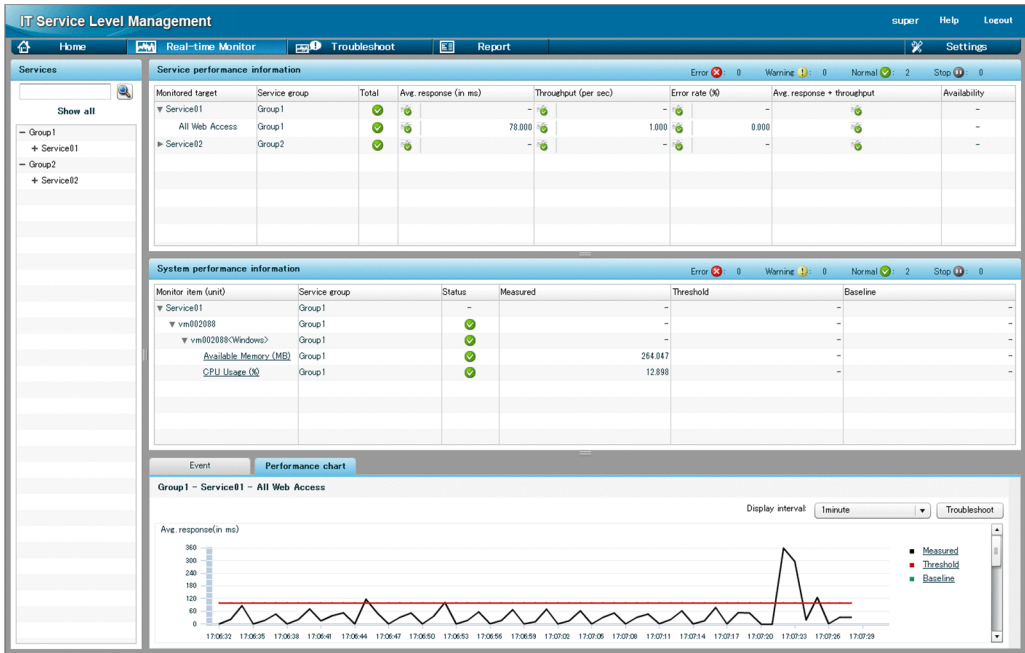 IT Service Level Management
super Help Logout
Home Real-time Monitor Troubleshoot Report Settings
Services
Show all
Group1
Service01
Group2
Service02
Service performance information
Error : 0 Warning : 0 Normal : 2 Stop : 0
Monitored target Service group Total Avg. response (in ms) Throughput (per sec) Error rate (%) Avg. response + throughput Availability
Service01 Group1 - - - -
All Web Access Group1 78.000 1.000 0.000 -
Service02 Group2 - - - -
System performance information
Error : 0 Warning : 0 Normal : 2 Stop : 0
Monitor item (unit) Service group Status Measured Threshold Baseline
Service01 Group1 - - - -
vm002088 Group1 - - -
vm002088<Windows> Group1 - - -
Available Memory (MB) Group1 264.047 - -
CPU Usage (%) Group1 12.898 - -
Event Performance chart
Group1 - Service01 - All Web Access
Display interval: 1minute Troubleshoot
Avg. response(in ms)
360
300
240
180
120
60
0
17:06:32 17:06:35 17:06:38 17:06:41 17:06:44 17:06:47 17:06:50 17:06:53 17:06:56 17:06:59 17:07:02 17:07:05 17:07:08 17:07:11 17:07:14 17:07:17 17:07:20 17:07:23 17:07:26 17:07:29
Measured
Threshold
Baseline